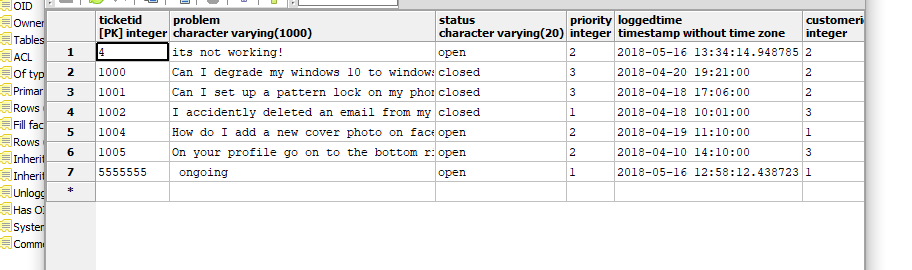 OID
Owner
Tables
ACL
Of typ
Primar
Rows
Fill fac
Rows
Inherit
Inherit
Unlogg
Has OI
System
Comme
ticketid problem status priority loggedtime customeri
[PK] integer character varying(1000) character varying(20) integer timestamp without time zone integer
1 4 its not working! open 2 2018-05-16 13:34:14.948785 2
2 1000 Can I degrade my windows 10 to windows closed 3 2018-04-20 19:21:00 2
3 1001 Can I set up a pattern lock on my phon closed 3 2018-04-18 17:06:00 2
4 1002 I accidently deleted an email from my closed 1 2018-04-18 10:01:00 3
5 1004 How do I add a new cover photo on face open 2 2018-04-19 11:10:00 1
6 1005 On your profile go on to the bottom ri open 2 2018-04-10 14:10:00 3
7 5555555 ongoing open 1 2018-05-16 12:58:12.438723 1
*